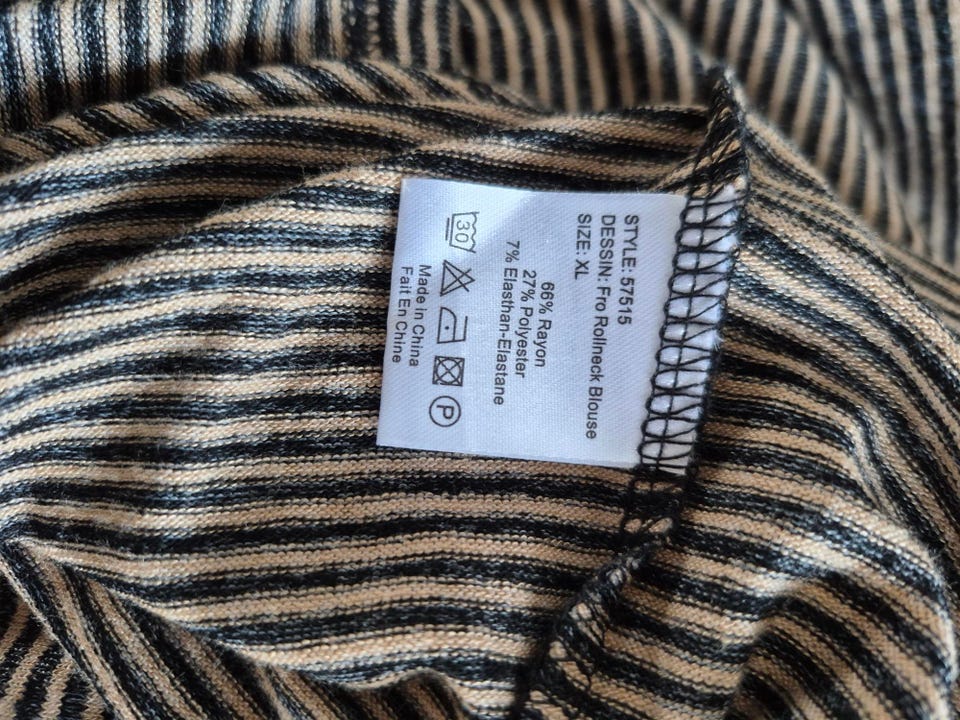 STYLE: 57515
DESSIN: Fro Rollneck Blouse
SIZE: XL
66% Rayon
27% Polyester
7% Elasthan-Elastane
30
P
Made in China
Fait En Chine